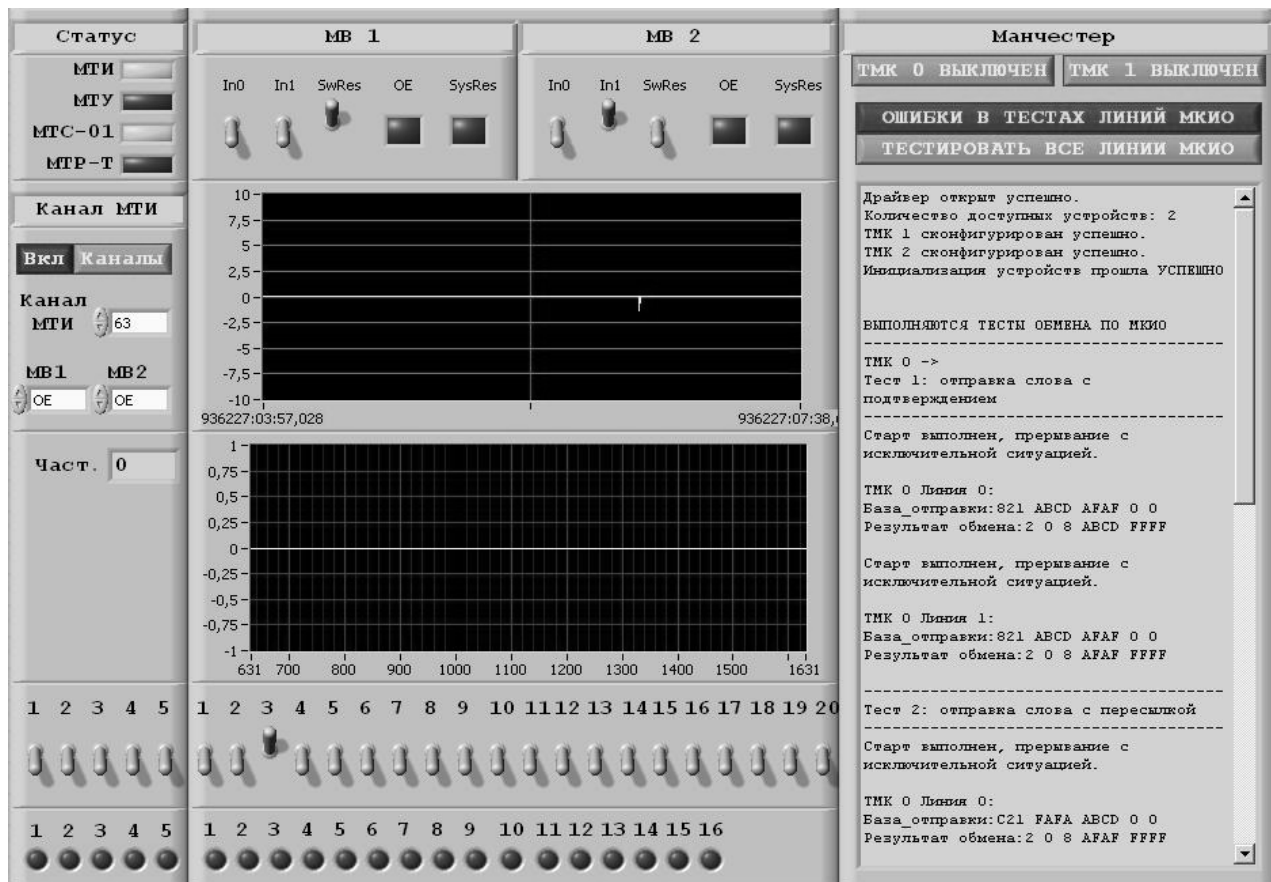 Статус
МТИ
МТУ
МТС-01
МТР-Т
Канал МТИ
Вкл Каналы
Канал
МТИ 63
МВ1 МВ2
OE OE
Част. 0
1 2 3 4 5
1 2 3 4 5
МВ 1
In0 In1 SwRes OE SysRes
МВ 2
In0 In1 SwRes OE SysRes
10
7,5
5
2,5
0
-2,5
-5
-7,5
-10
936227:03:57,028 936227:07:38,
1
0,75
0,5
0,25
0
-0,25
-0,5
-0,75
-1
631 700 800 900 1000 1100 1200 1300 1400 1500 1631
1 2 3 4 5 6 7 8 9 10 11 12 13 14 15 16 17 18 19 20
1 2 3 4 5 6 7 8 9 10 11 12 13 14 15 16
Манчестер
ТМК 0 ВЫКЛЮЧЕН ТМК 1 ВЫКЛЮЧЕН
ОШИБКИ В ТЕСТАХ ЛИНИЙ МКИО
ТЕСТИРОВАТЬ ВСЕ ЛИНИИ МКИО
Драйвер открыт успешно.
Количество доступных устройств: 2
ТМК 1 сконфигурирован успешно.
ТМК 2 сконфигурирован успешно.
Инициализация устройств прошла УСПЕШНО
ВЫПОЛНЯЮТСЯ ТЕСТЫ ОБМЕНА ПО МКИО
----------------------------------------
ТМК 0 ->
Тест 1: отправка слова с
подтверждением
----------------------------------------
Старт выполнен, прерывание с
исключительной ситуацией.
ТМК 0 Линия 0:
База_отправки:821 ABCD AFAF 0 0
Результат обмена:2 0 8 ABCD FFFF
Старт выполнен, прерывание с
исключительной ситуацией.
ТМК 0 Линия 1:
База_отправки:821 ABCD AFAF 0 0
Результат обмена:2 0 8 AFAF FFFF
----------------------------------------
Тест 2: отправка слова с пересылкой
----------------------------------------
Старт выполнен, прерывание с
исключительной ситуацией.
ТМК 0 Линия 0:
База_отправки:C21 FAFA ABCD 0 0
Результат обмена:2 0 8 AFAF FFFF